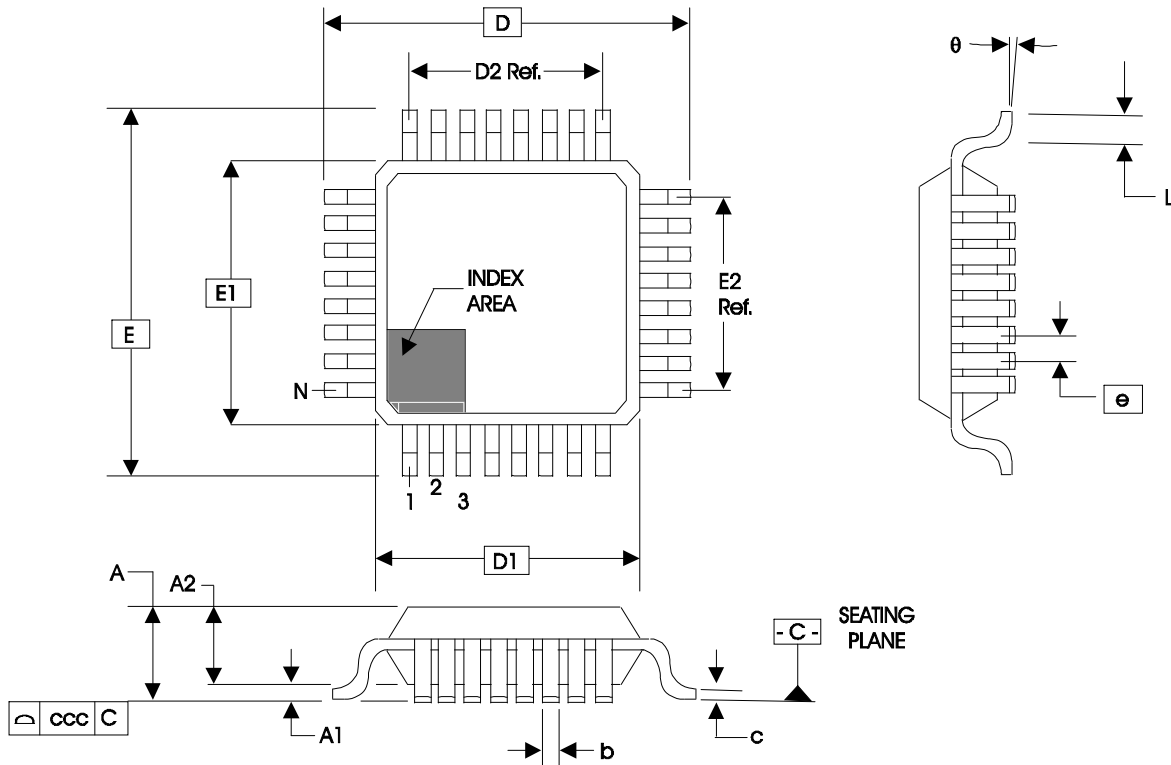 D
D2 Ref.
θ
L
E
E1
INDEX
AREA
E2
Ref.
N
e
1
2
3
D1
A
A2
SEATING
PLANE
- C -
ccc C
A1
b
c